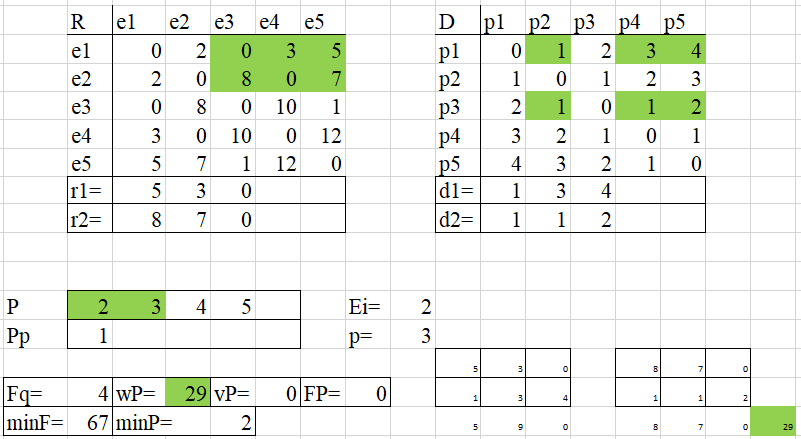 R e1 e2 e3 e4 e5 D p1 p2 p3 p4 p5
e1 0 2 0 3 5 p1 0 1 2 3 4
e2 2 0 8 0 7 p2 1 0 1 2 3
e3 0 8 0 10 1 p3 2 1 0 1 2
e4 3 0 10 0 12 p4 3 2 1 0 1
e5 5 7 1 12 0 p5 4 3 2 1 0
r1= 5 3 0 d1= 1 3 4
r2= 8 7 0 d2= 1 1 2
P 2 3 4 5 Ei= 2
Pp 1 p= 3
5 3 0 8 7 0
Fq= 4 wP= 29 vP= 0 FP= 0 1 3 4 1 1 2
minF= 67 minP= 2 5 9 0 8 7 0 29